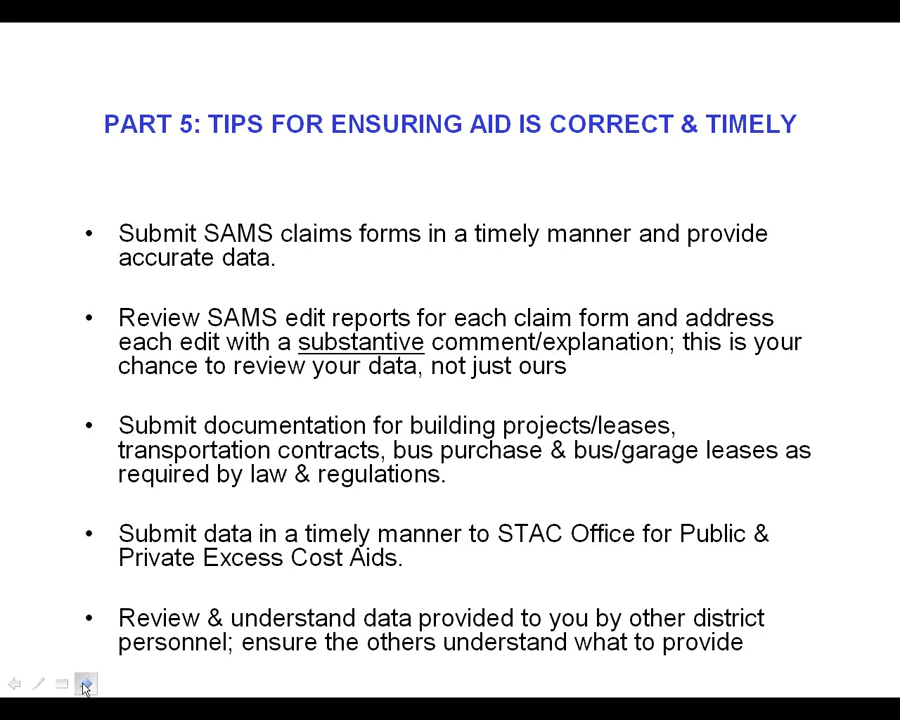 PART 5: TIPS FOR ENSURING AID IS CORRECT & TIMELY
• Submit SAMS claims forms in a timely manner and provide
accurate data.
• Review SAMS edit reports for each claim form and address
each edit with a substantive comment/explanation; this is your
chance to review your data, not just ours
• Submit documentation for building projects/leases,
transportation contracts, bus purchase & bus/garage leases as
required by law & regulations.
• Submit data in a timely manner to STAC Office for Public &
Private Excess Cost Aids.
• Review & understand data provided to you by other district
personnel; ensure the others understand what to provide